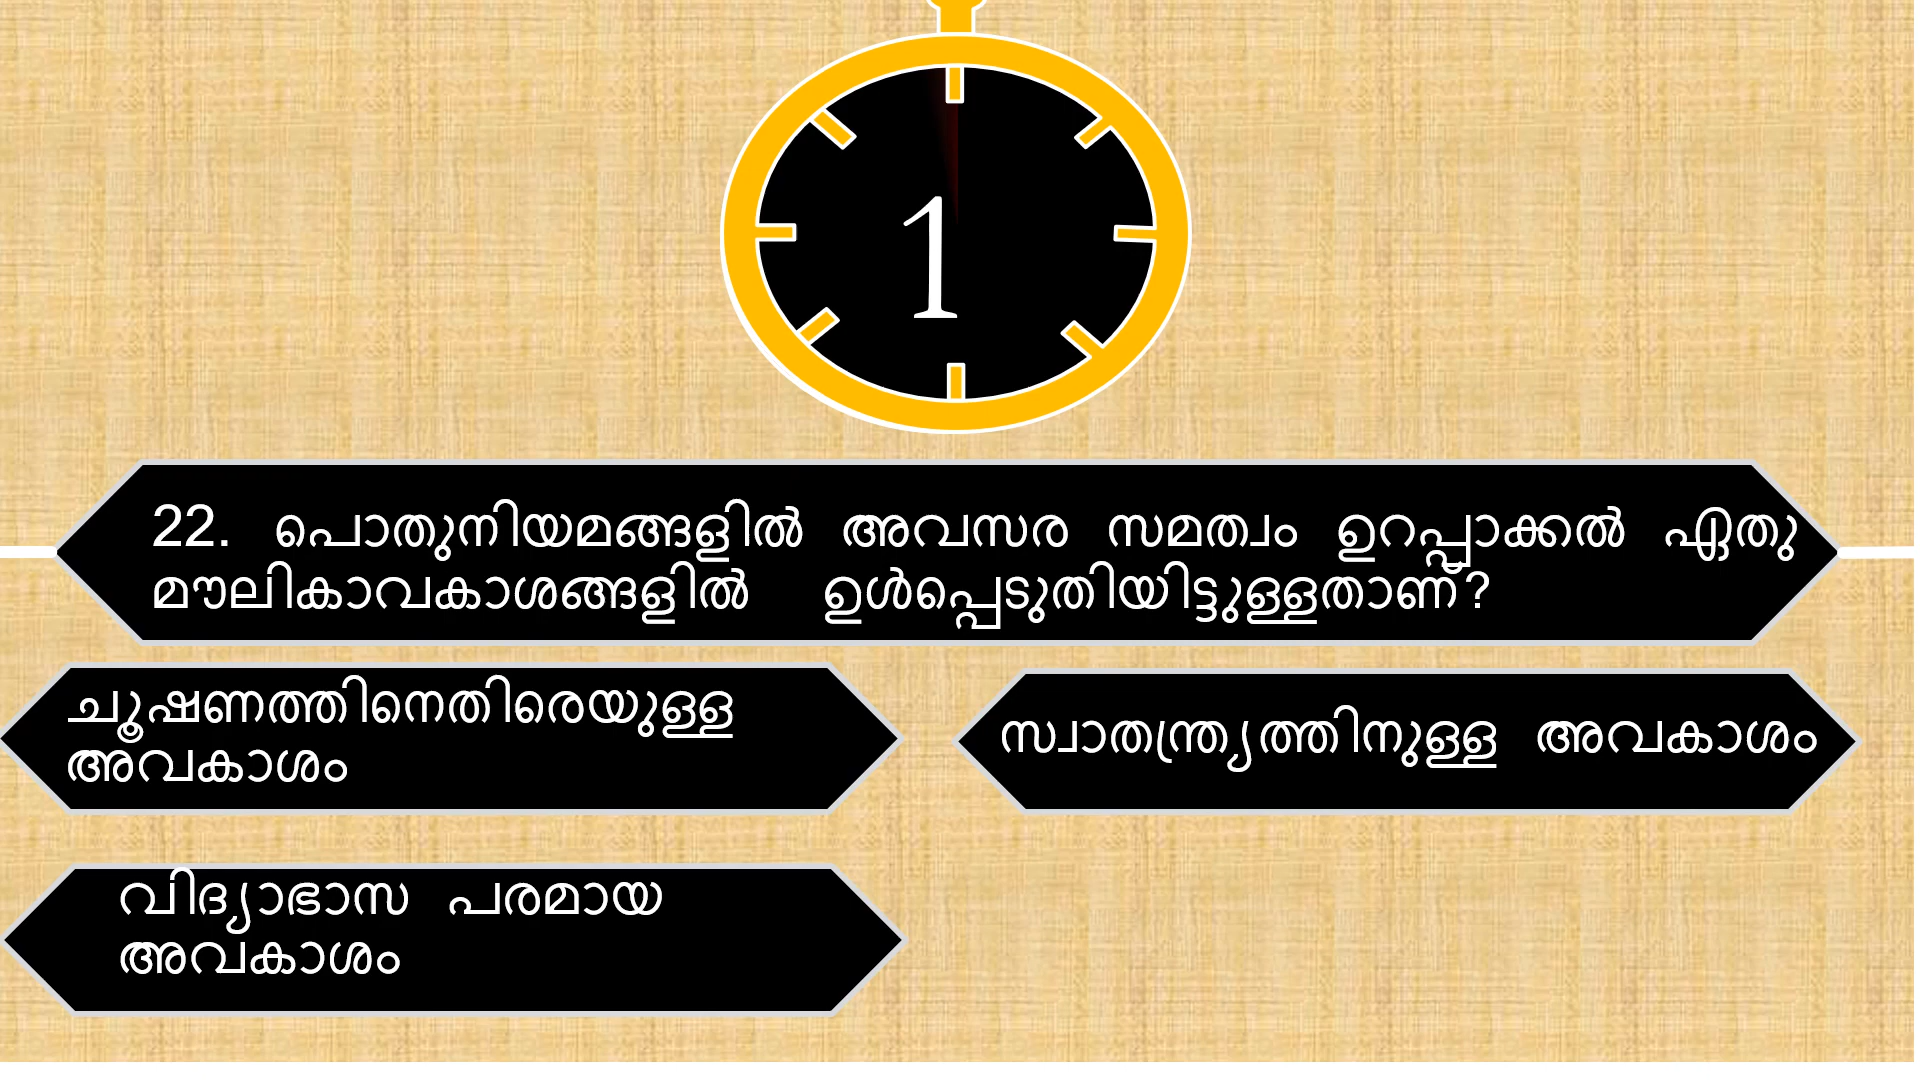 1
22. പൊതുനിയമങ്ങളിൽ അവസര സമത്വം ഉറപ്പാക്കൽ ഏതു
മൗലികാവകാശങ്ങളിൽ ഉൾപ്പെടുതിയിട്ടുള്ളതാണ്?
ചൂഷണത്തിനെതിരെയുള്ള
അവകാശം
സ്വാതന്ത്ര്യത്തിനുള്ള അവകാശം
വിദ്യാഭാസ പരമായ
അവകാശം